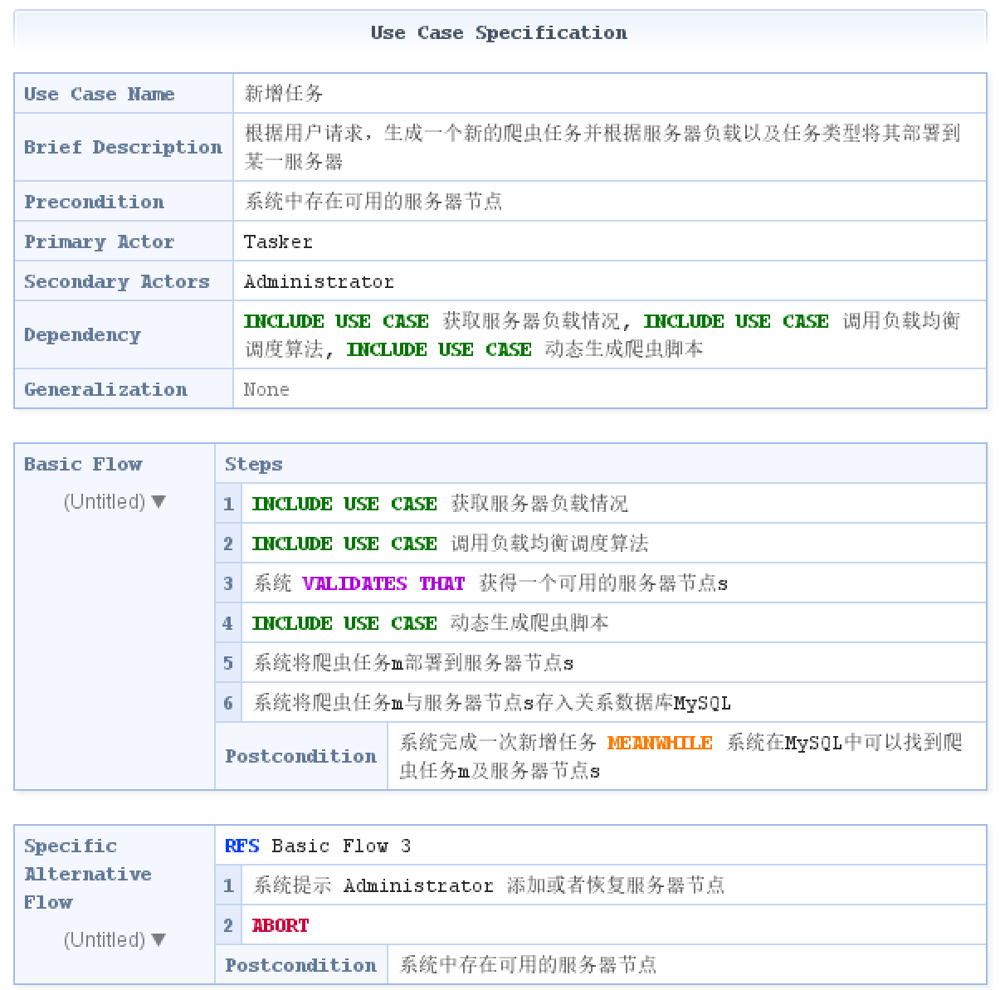 Use Case Specification
Use Case Name 新增任务
Brief Description 根据用户请求，生成一个新的爬虫任务并根据服务器负载以及任务类型将其部署到
某一服务器
Precondition 系统中存在可用的服务器节点
Primary Actor Tasker
Secondary Actors Administrator
Dependency INCLUDE USE CASE 获取服务器负载情况, INCLUDE USE CASE 调用负载均衡
调度算法, INCLUDE USE CASE 动态生成爬虫脚本
Generalization None
Basic Flow Steps
(Untitled) ▼
1 INCLUDE USE CASE 获取服务器负载情况
2 INCLUDE USE CASE 调用负载均衡调度算法
3 系统 VALIDATES THAT 获得一个可用的服务器节点s
4 INCLUDE USE CASE 动态生成爬虫脚本
5 系统将爬虫任务m部署到服务器节点s
6 系统将爬虫任务m与服务器节点s存入关系数据库MySQL
Postcondition 系统完成一次新增任务 MEANWHILE 系统在MySQL中可以找到爬
虫任务m及服务器节点s
Specific
Alternative
Flow
(Untitled) ▼
RFS Basic Flow 3
1 系统提示 Administrator 添加或者恢复服务器节点
2 ABORT
Postcondition 系统中存在可用的服务器节点